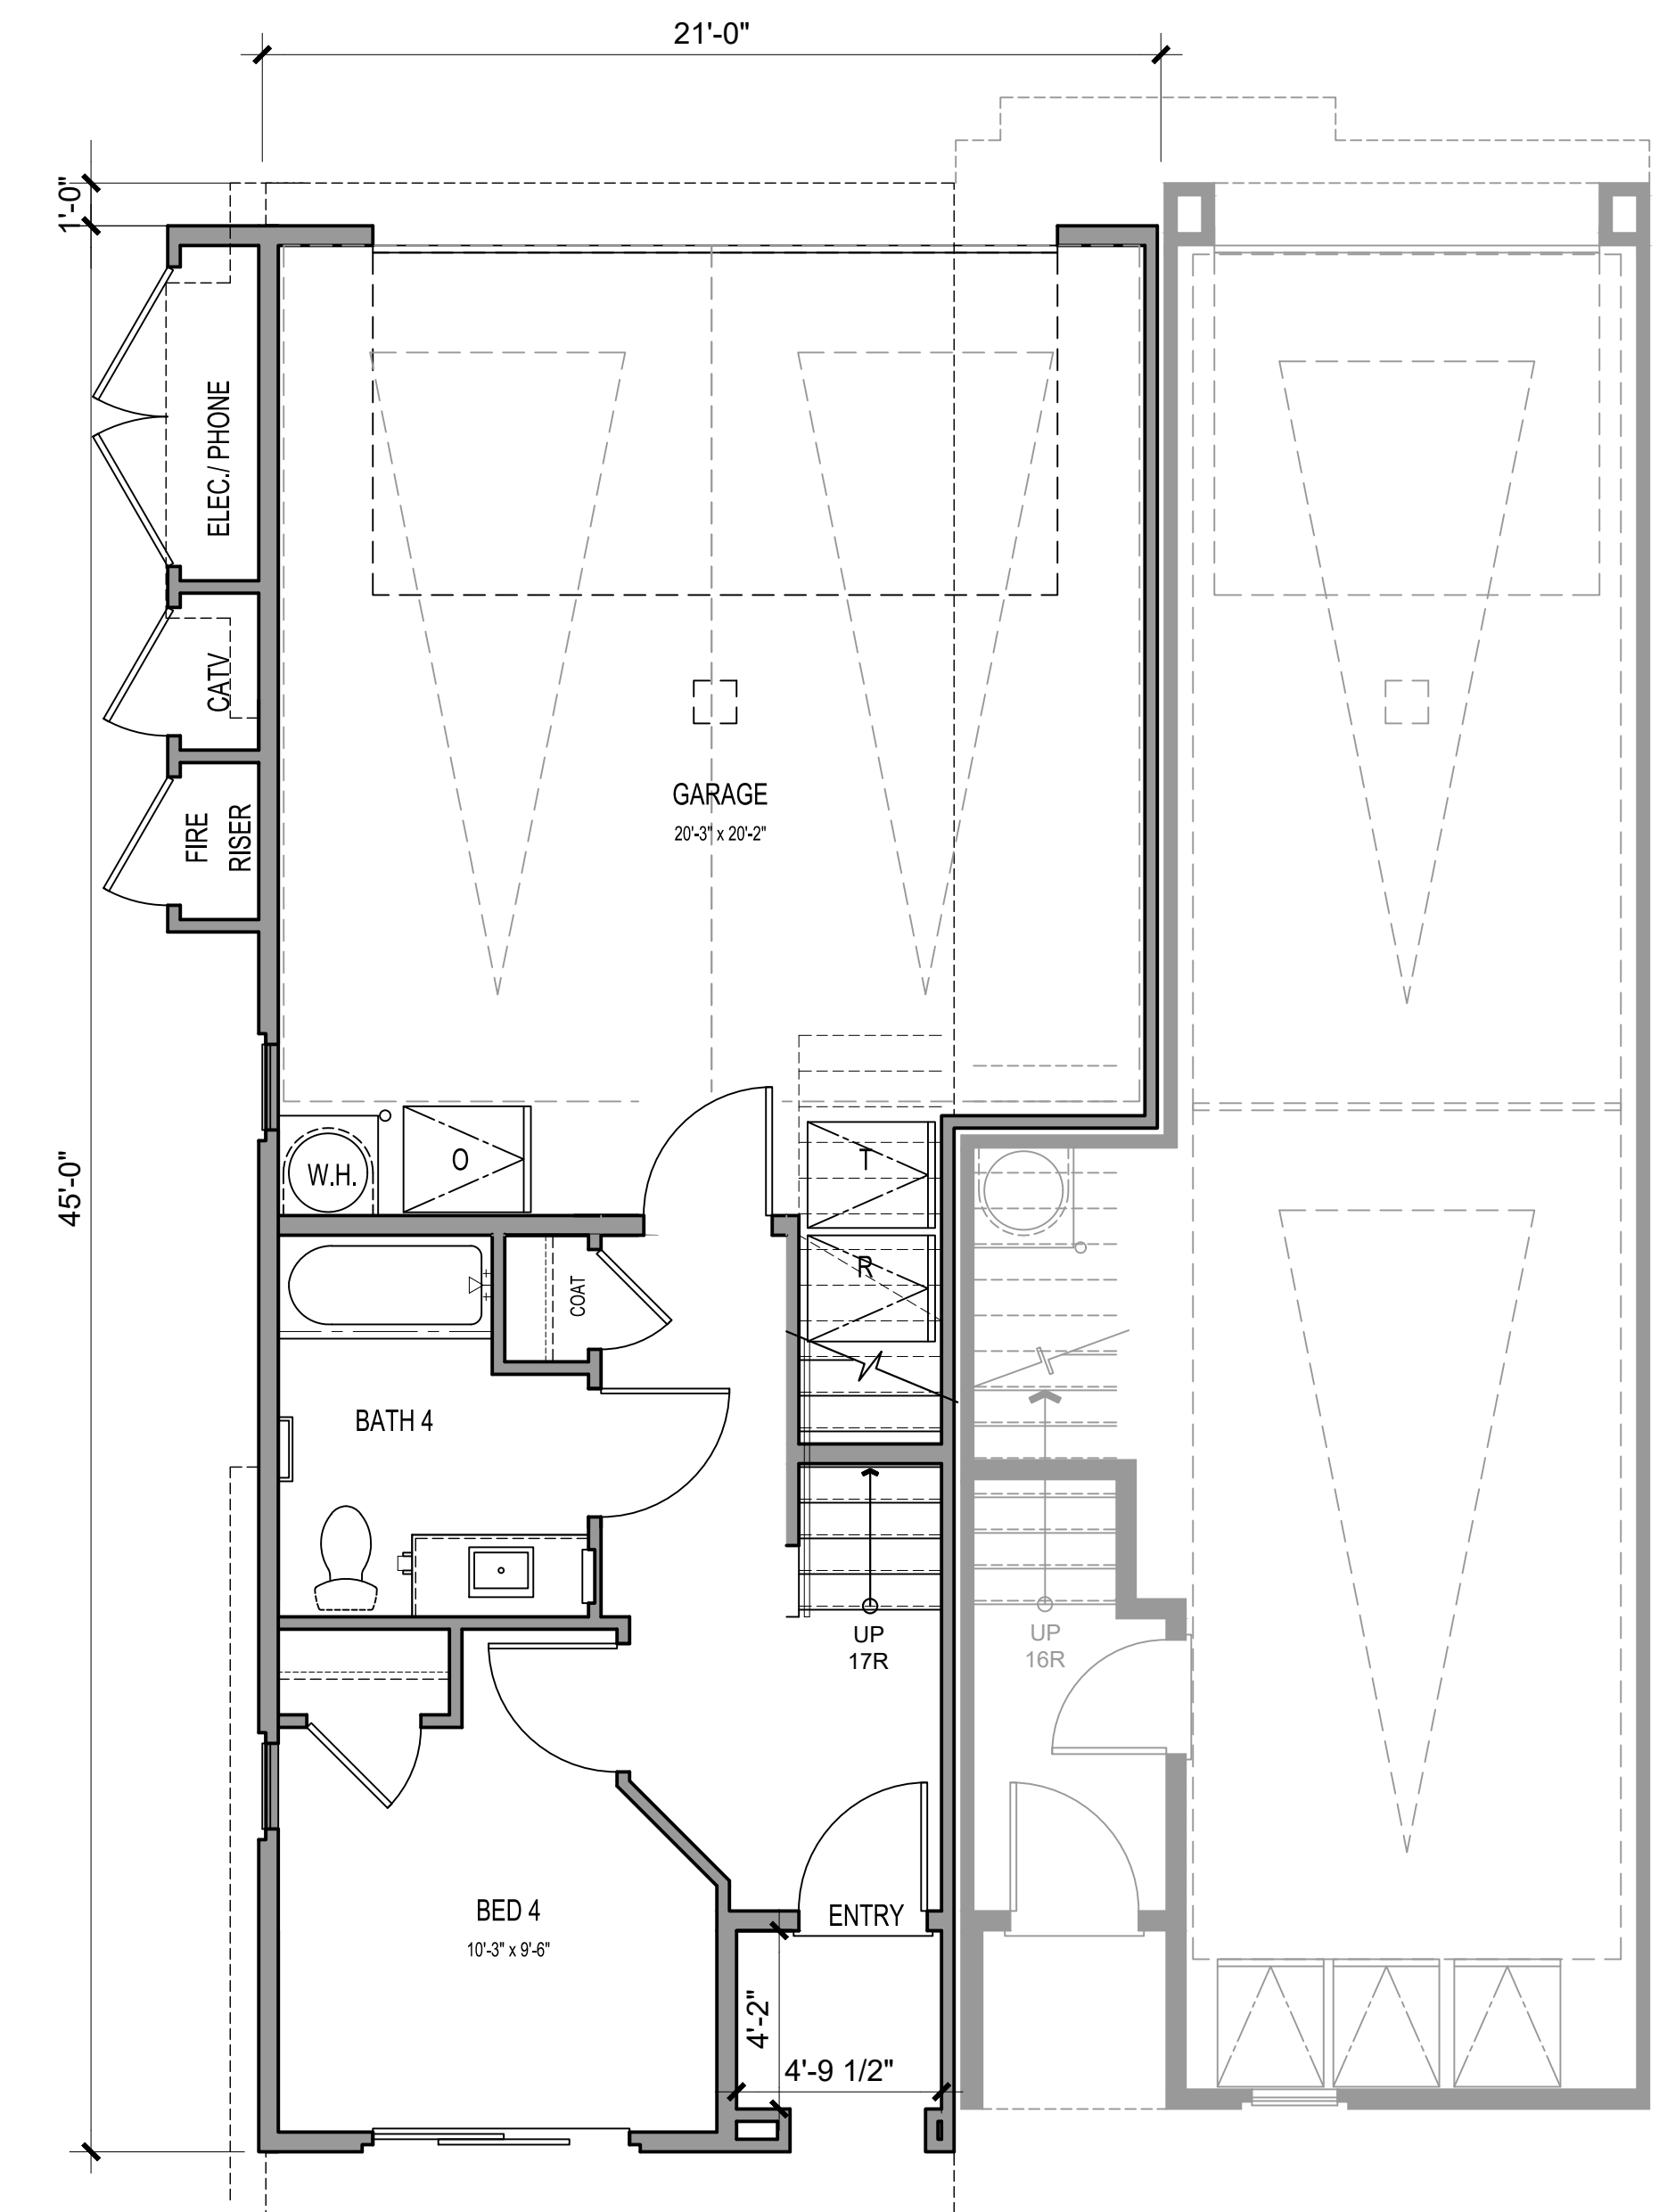 21'-0"
1'-0"
ELEC./ PHONE
CATV
GARAGE
20'-3" x 20'-2"
FIRE
RISER
45'-0"
W.H.
O
T
R
COAT
BATH 4
UP
17R
UP
16R
BED 4
10'-3" x 9'-6"
ENTRY
4'-2"
4'-9 1/2"